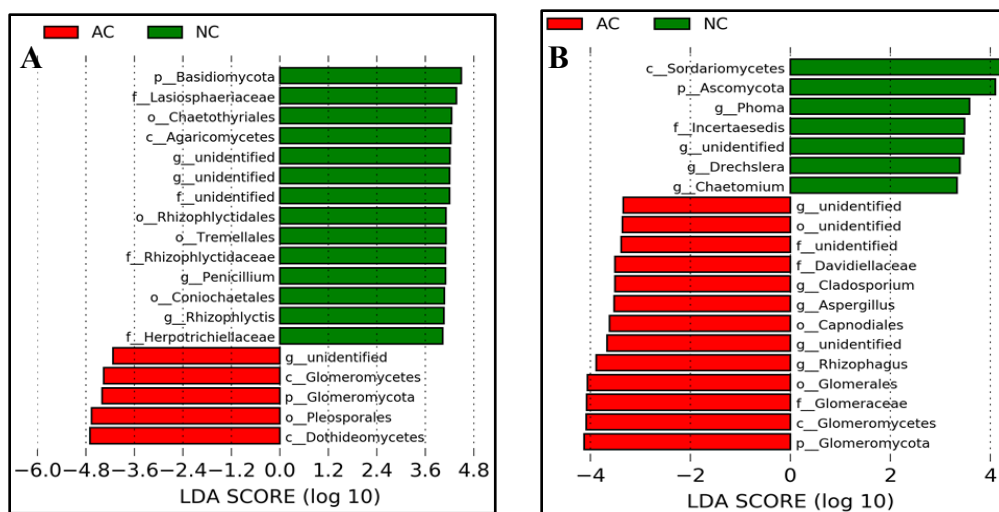 AC NC
A
p__Basidiomycota
f__Lasiosphaeriaceae
o__Chaetothyriales
c__Agaricomycetes
g__unidentified
g__unidentified
f__unidentified
o__Rhizophlyctidales
o__Tremellales
f__Rhizophlyctidaceae
g__Penicillium
o__Coniochaetales
g__Rhizophlyctis
f__Herpotrichiellaceae
g__unidentified
c__Glomeromycetes
p__Glomeromycota
o__Pleosporales
c__Dothideomycetes
−6.0 −4.8 −3.6 −2.4 −1.2 0.0 1.2 2.4 3.6 4.8
LDA SCORE (log 10)
AC NC
B
c__Sordariomycetes
p__Ascomycota
g__Phoma
f__Incertaesedis
g__unidentified
g__Drechslera
g__Chaetomium
g__unidentified
o__unidentified
f__unidentified
f__Davidiellaceae
g__Cladosporium
g__Aspergillus
o__Capnodiales
g__unidentified
g__Rhizophagus
o__Glomerales
f__Glomeraceae
c__Glomeromycetes
p__Glomeromycota
−4 −2 0 2 4
LDA SCORE (log 10)